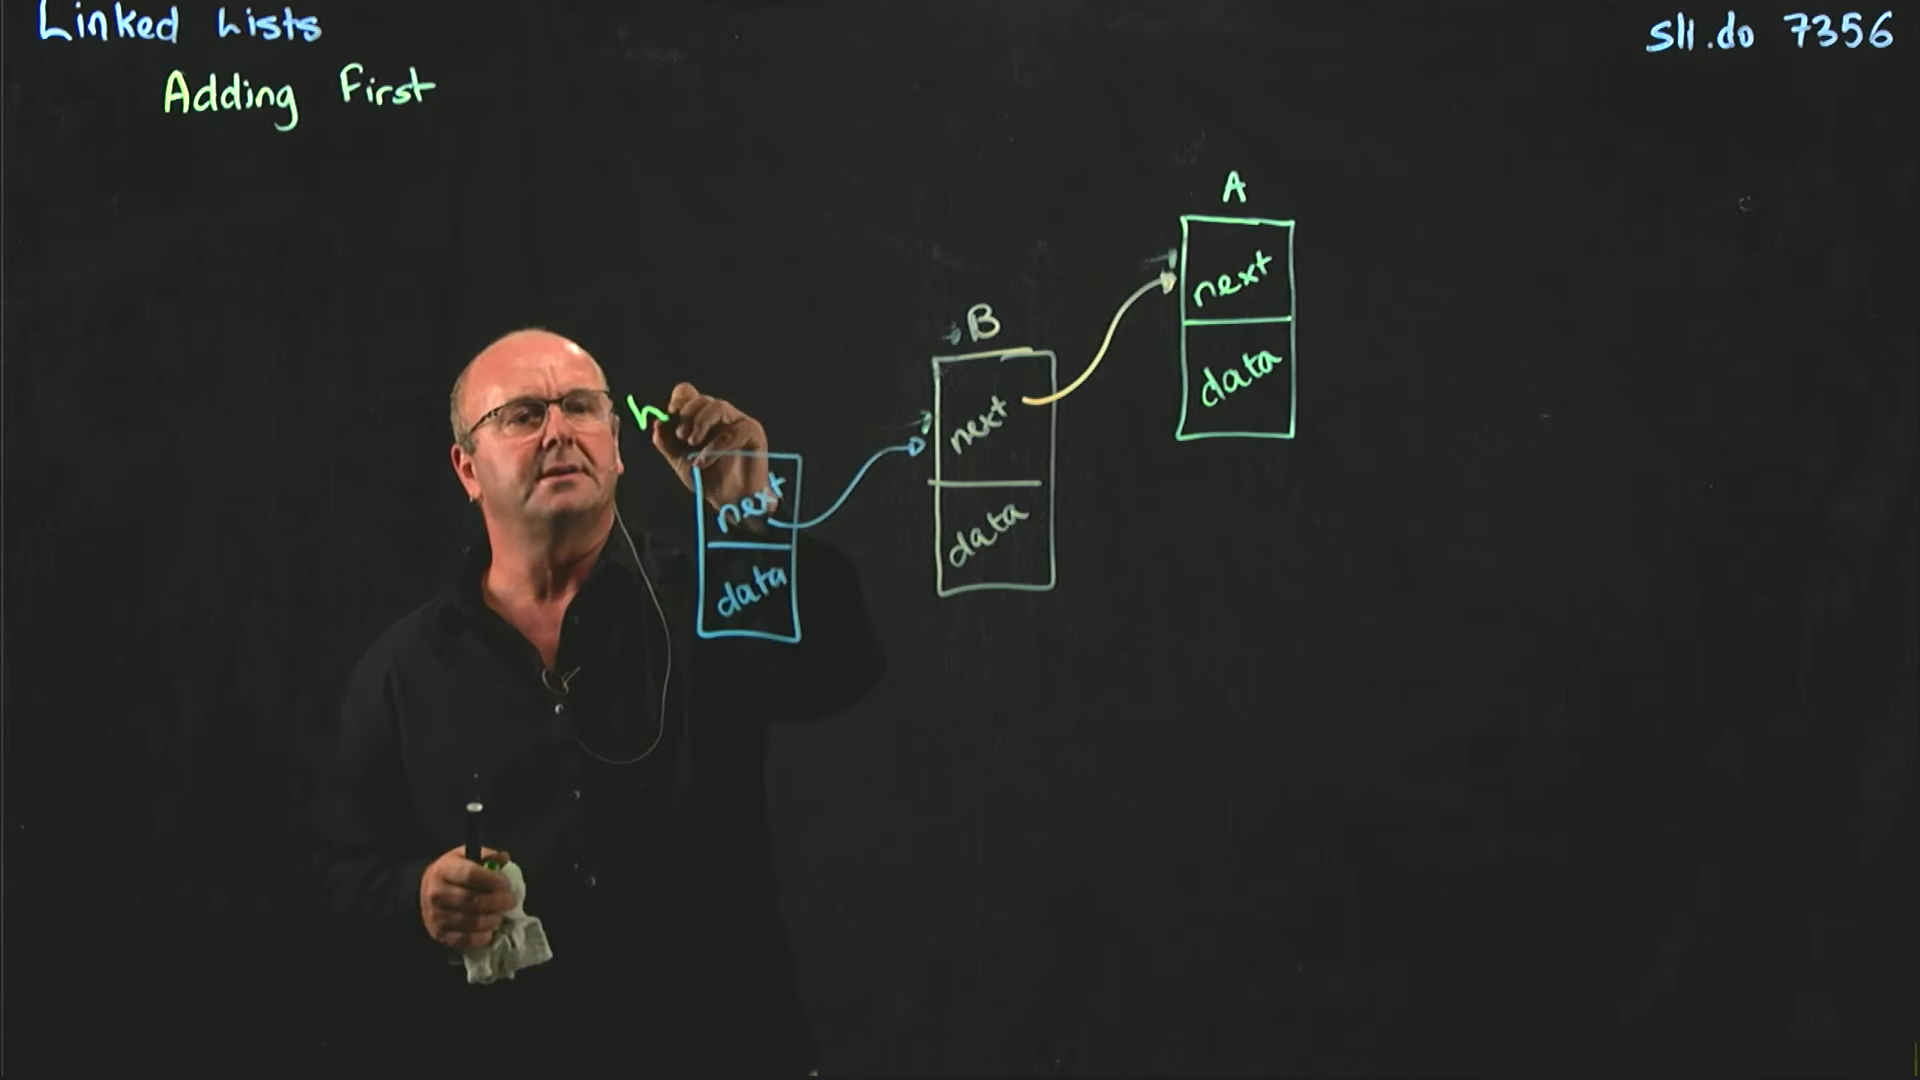 Linked Lists
sli.do 7356
Adding First
A
next
data
B
next
data
h
next
data